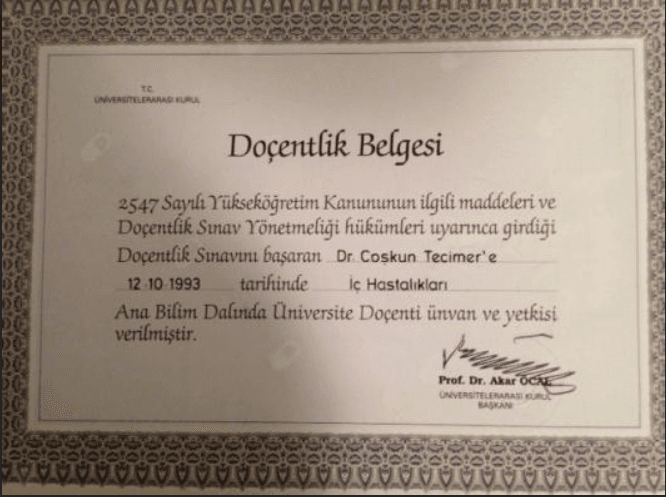 T.C.
ÜNİVERSİTELERARASI KURUL
Doçentlik Belgesi
2547 Sayılı Yükseköğretim Kanununun ilgili maddeleri ve
Doçentlik Sınav Yönetmeliği hükümleri uyarınca girdiği
Doçentlik Sınavını başaran Dr. Coşkun Tecimer'e
12 10 1993 tarihinde İç Hastalıkları
Ana Bilim Dalında Üniversite Doçenti ünvan ve yetkisi
verilmiştir.
Prof. Dr. Akar ÖCAL
ÜNİVERSİTELERARASI KURUL
BAŞKANI